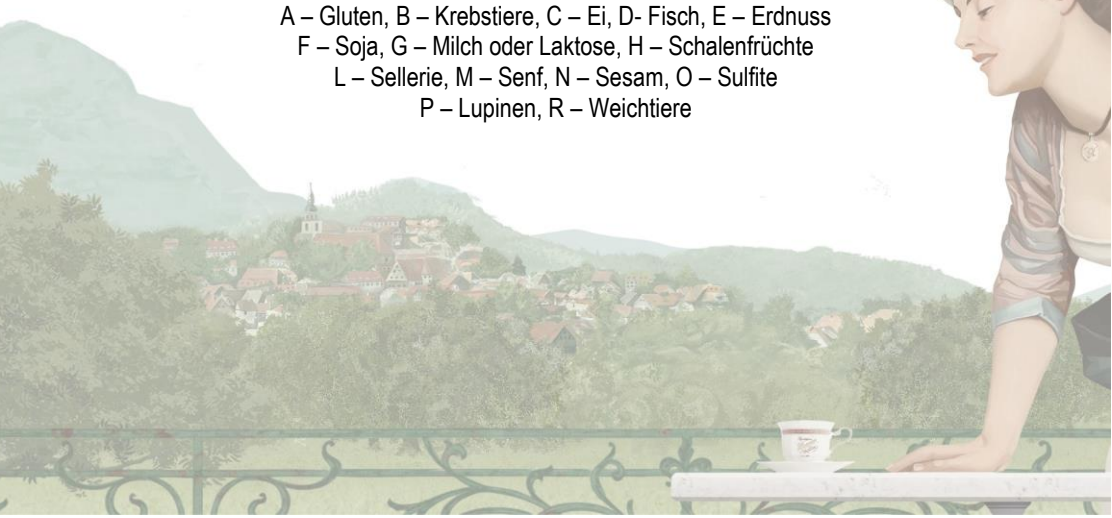 A – Gluten, B – Krebstiere, C – Ei, D- Fisch, E – Erdnuss
F – Soja, G – Milch oder Laktose, H – Schalenfrüchte
L – Sellerie, M – Senf, N – Sesam, O – Sulfite
P – Lupinen, R – Weichtiere